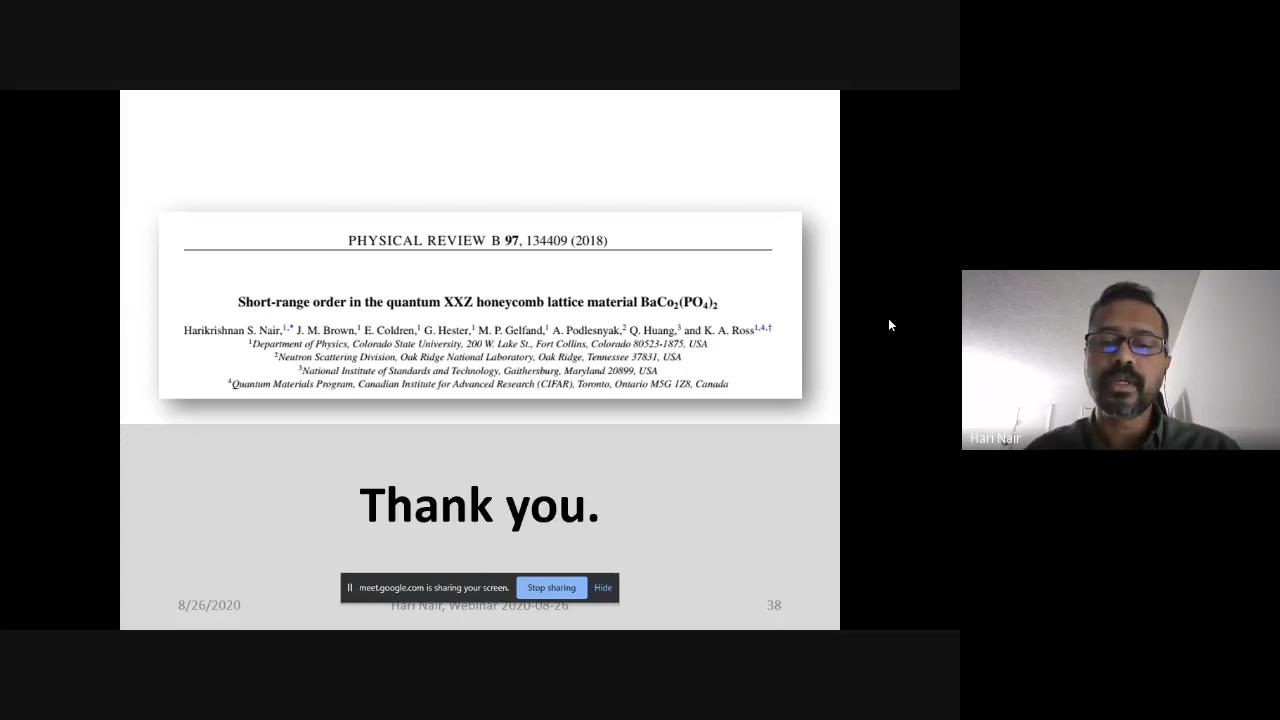 PHYSICAL REVIEW B 97, 134409 (2018)
Short-range order in the quantum XXZ honeycomb lattice material BaCo₂(PO₄)₂
Harikrishnan S. Nair,¹,* J. M. Brown,¹ E. Coldren,¹ G. Hester,¹ M. P. Gelfand,¹ A. Podlesnyak,² Q. Huang,³ and K. A. Ross¹,⁴,†
¹Department of Physics, Colorado State University, 200 W. Lake St., Fort Collins, Colorado 80523-1875, USA
²Neutron Scattering Division, Oak Ridge National Laboratory, Oak Ridge, Tennessee 37831, USA
³National Institute of Standards and Technology, Gaithersburg, Maryland 20899, USA
⁴Quantum Materials Program, Canadian Institute for Advanced Research (CIFAR), Toronto, Ontario M5G 1Z8, Canada
Hari Nair
Thank you.
meet.google.com is sharing your screen. Stop sharing Hide
8/26/2020 Hari Nair, Webinar 2020-08-26 38